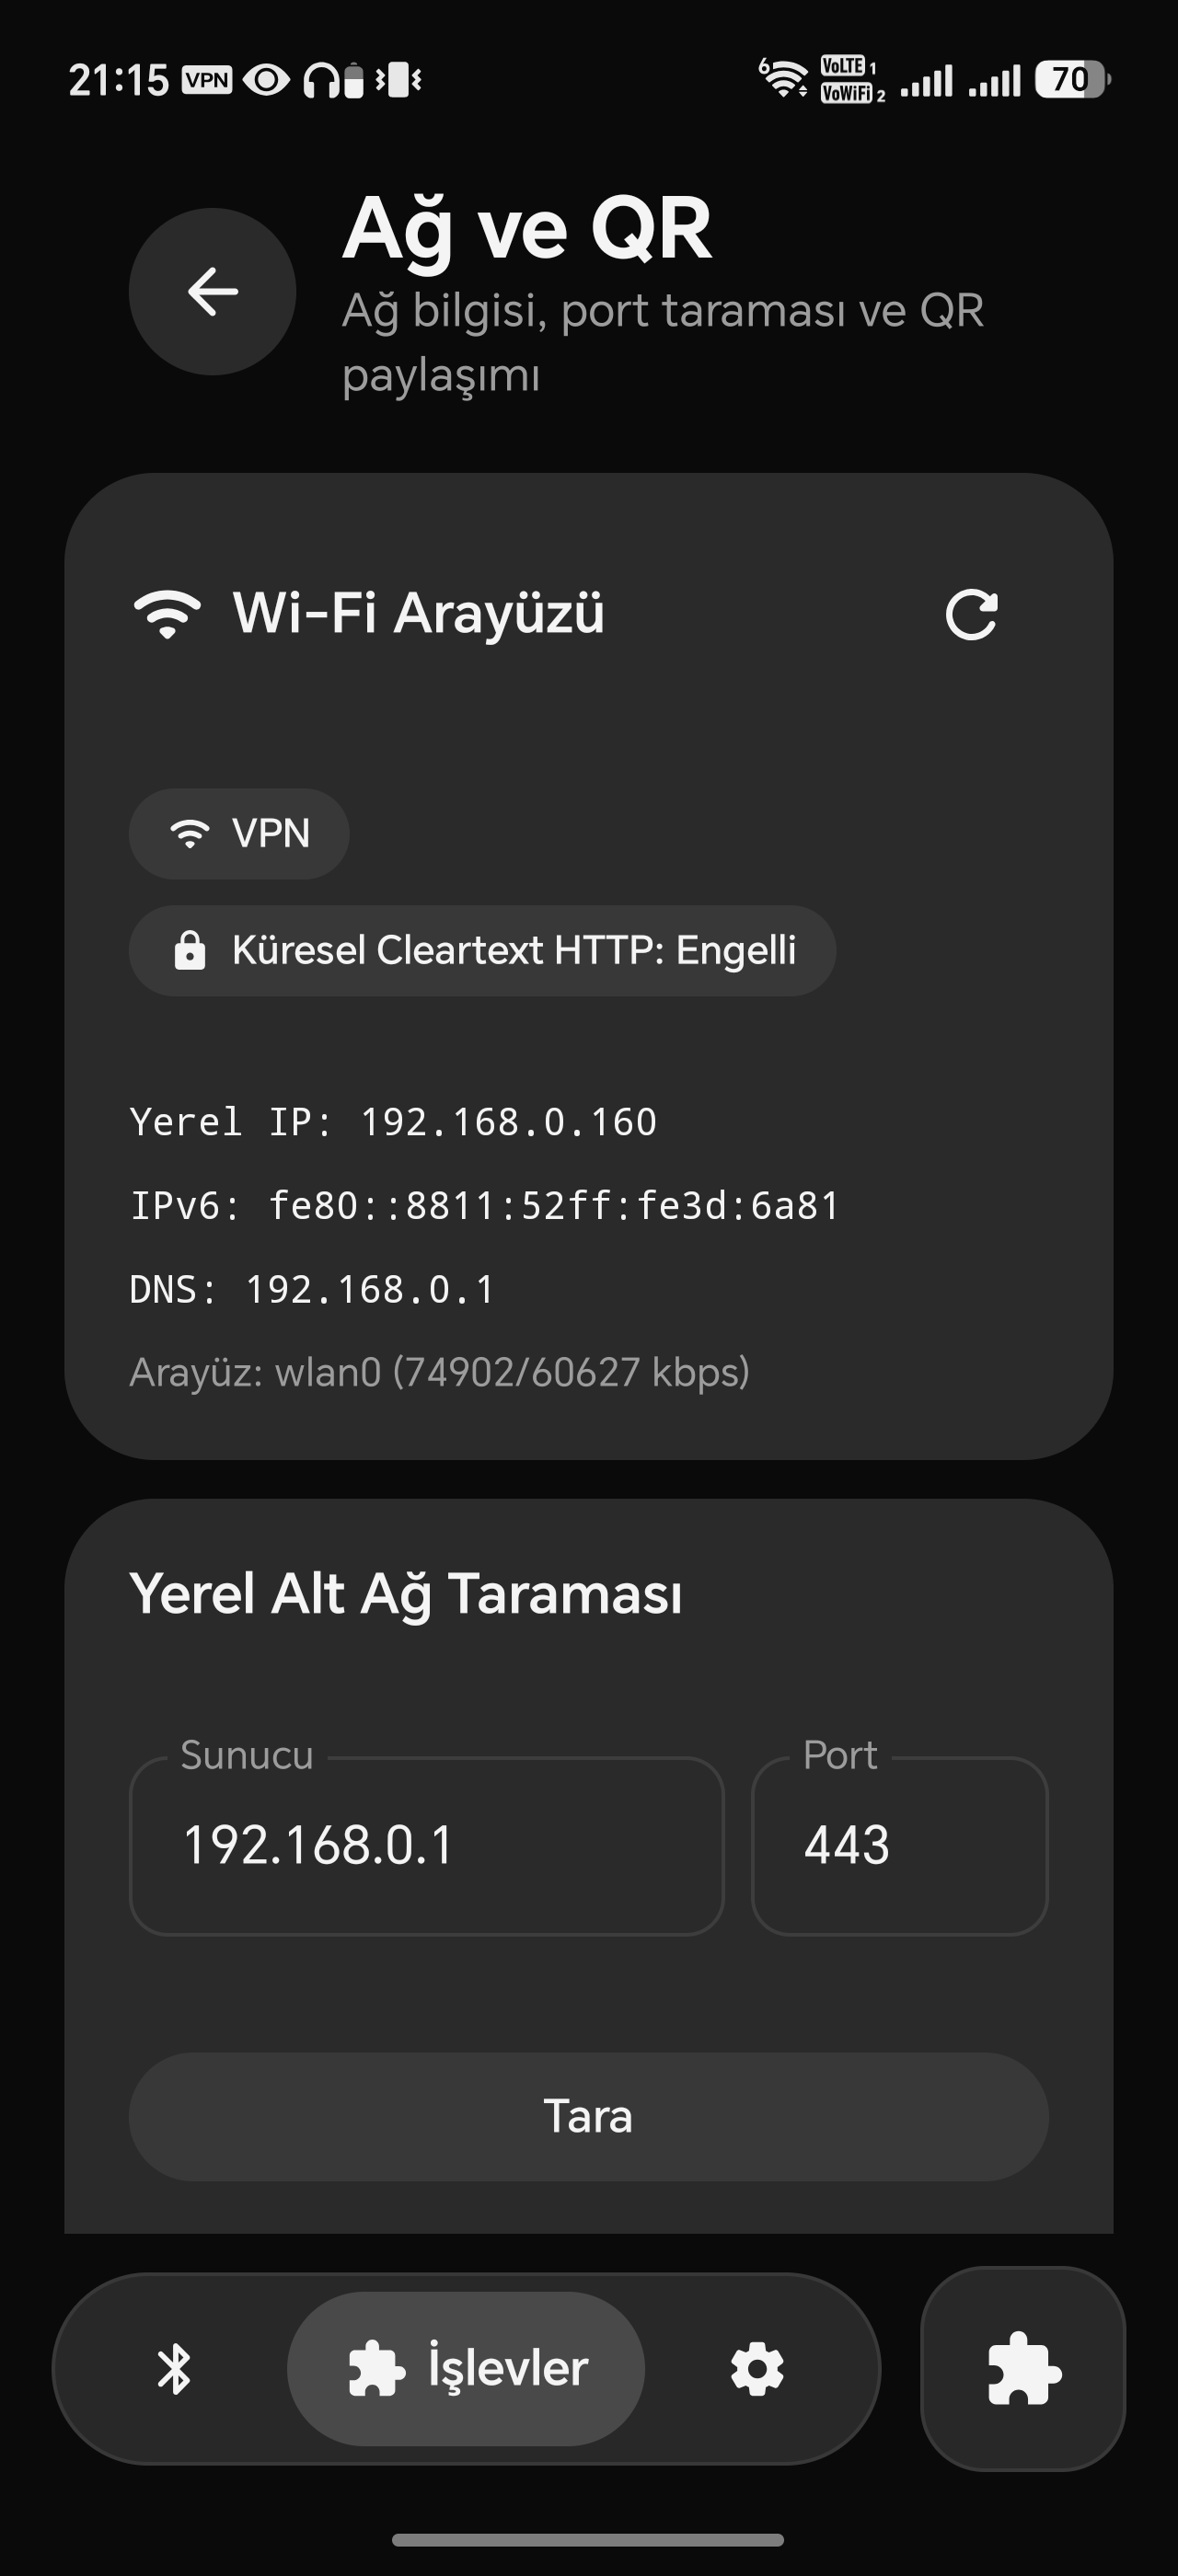 21:15 VPN 6 VoLTE 1 VoWiFi 2 70
Ağ ve QR
Ağ bilgisi, port taraması ve QR
paylaşımı
Wi-Fi Arayüzü
VPN
Küresel Cleartext HTTP: Engelli
Yerel IP: 192.168.0.160
IPv6: fe80::8811:52ff:fe3d:6a81
DNS: 192.168.0.1
Arayüz: wlan0 (74902/60627 kbps)
Yerel Alt Ağ Taraması
Sunucu Port
192.168.0.1 443
Tara
İşlevler